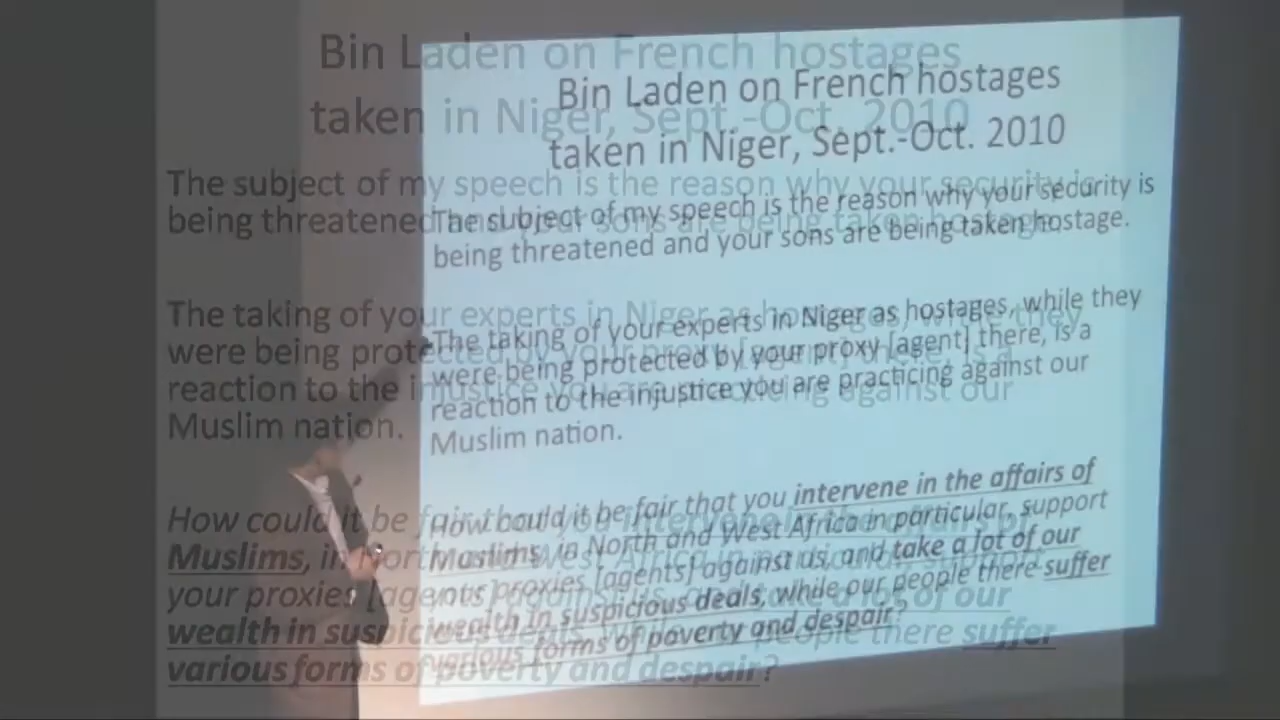 Bin Laden on French hostages
taken in Niger, Sept.-Oct. 2010
The subject of my speech is the reason why your security is
being threatened and your sons are being taken hostage.
The taking of your experts in Niger as hostages, while they
were being protected by your proxy [agent] there, is a
reaction to the injustice you are practicing against our
Muslim nation.
How could it be fair that you intervene in the affairs of
Muslims, in North and West Africa in particular, support
your proxies [agents] against us, and take a lot of our
wealth in suspicious deals, while our people there suffer
various forms of poverty and despair?